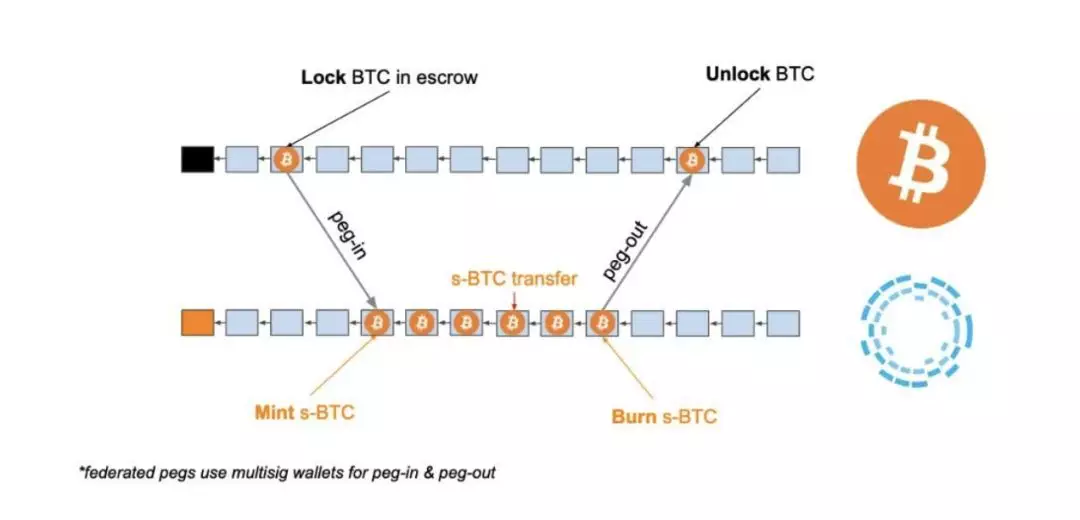 Lock BTC in escrow
Unlock BTC
peg-in
peg-out
s-BTC transfer
Mint s-BTC
Burn s-BTC
*federated pegs use multisig wallets for peg-in & peg-out